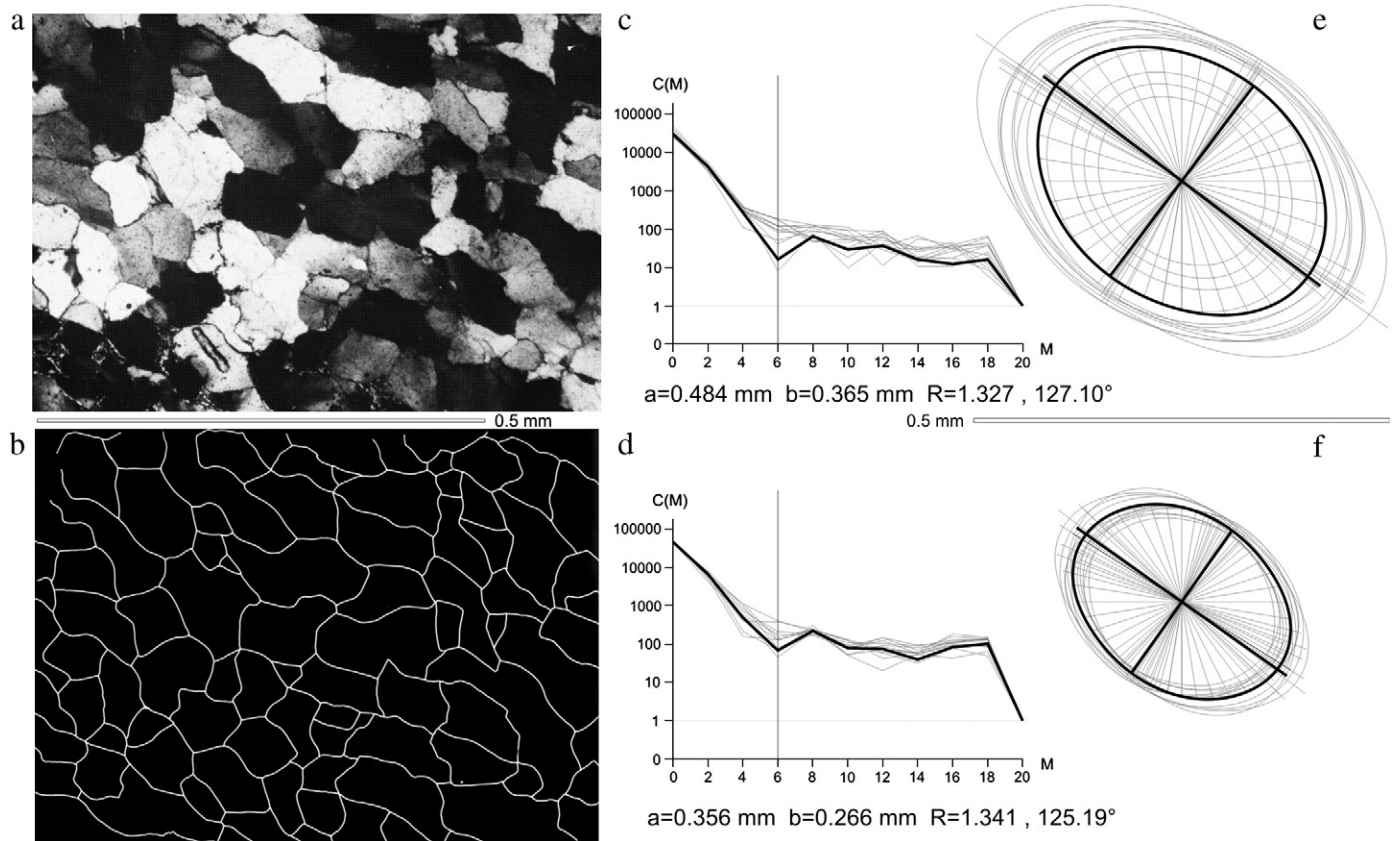 a
c
e
C(M)
100000
10000
1000
100
10
1
0
0 2 4 6 8 10 12 14 16 18 20 M
a=0.484 mm b=0.365 mm R=1.327 , 127.10°
0.5 mm
0.5 mm
b
d
f
C(M)
100000
10000
1000
100
10
1
0
0 2 4 6 8 10 12 14 16 18 20 M
a=0.356 mm b=0.266 mm R=1.341 , 125.19°